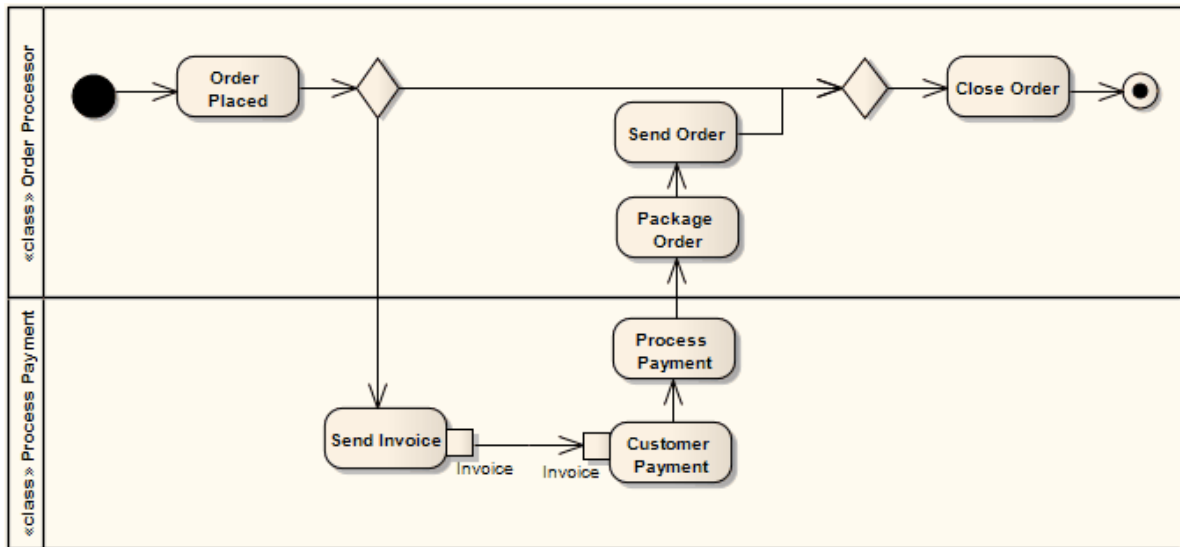 «class» Order Processor
Order
Placed
Close Order
Send Order
Package
Order
«class» Process Payment
Process
Payment
Send Invoice
Invoice
Invoice
Customer
Payment